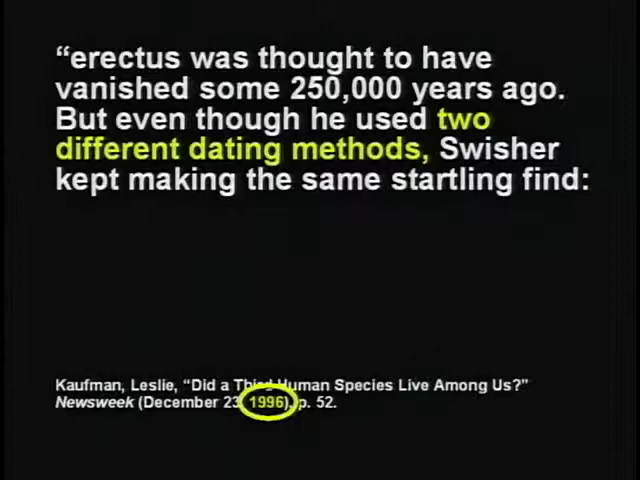 “erectus was thought to have
vanished some 250,000 years ago.
But even though he used two
different dating methods, Swisher
kept making the same startling find:
Kaufman, Leslie, “Did a Third Human Species Live Among Us?”
Newsweek (December 23, 1996), p. 52.